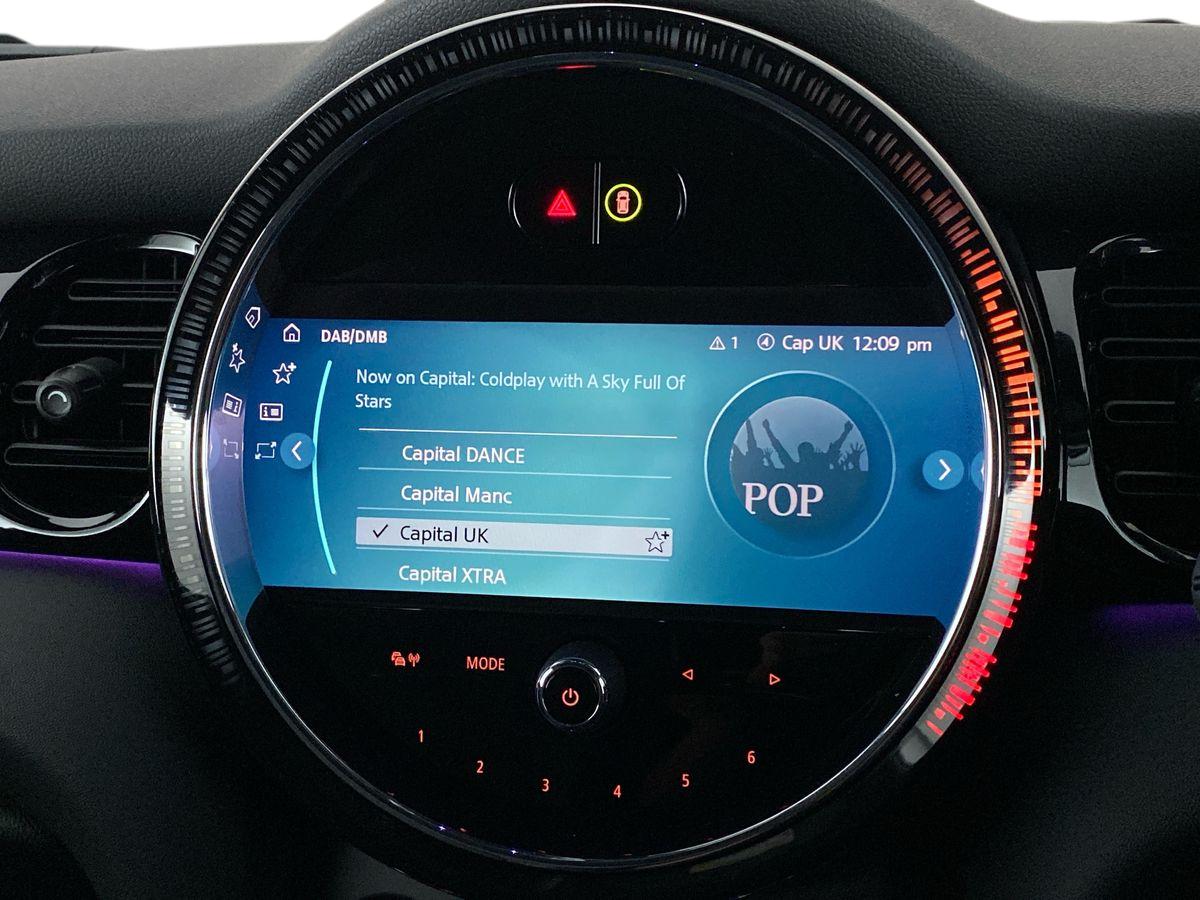 DAB/DMB
1 Cap UK 12:09 pm
Now on Capital: Coldplay with A Sky Full Of
Stars
Capital DANCE
Capital Manc
Capital UK
Capital XTRA
POP
MODE
1
2
3
4
5
6